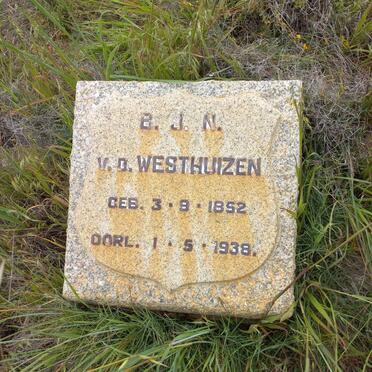 B. J. N.
V. D. WESTHUIZEN
GEB. 3 · 9 · 1852
OORL. 1 · 5 · 1938.